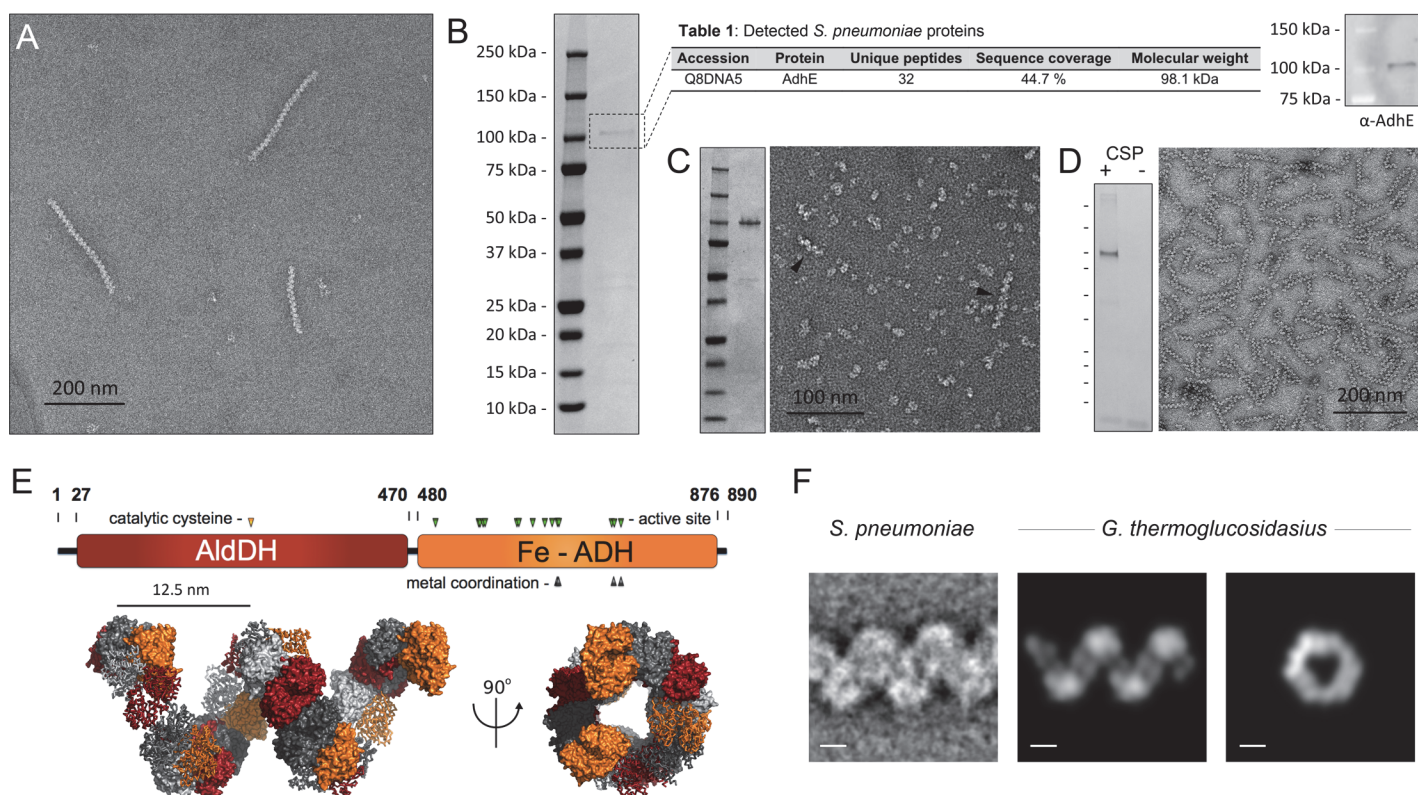 A
200 nm
B
250 kDa -
150 kDa -
100 kDa -
75 kDa -
50 kDa -
37 kDa -
25 kDa -
20 kDa -
15 kDa -
10 kDa -
Table 1: Detected S. pneumoniae proteins
Accession Protein Unique peptides Sequence coverage Molecular weight
Q8DNA5 AdhE 32 44.7 % 98.1 kDa
150 kDa -
100 kDa -
75 kDa -
α-AdhE
C
100 nm
D
CSP
+ -
200 nm
E
1 27 470 480 876 890
catalytic cysteine - - active site
AldDH Fe - ADH
metal coordination -
12.5 nm
90°
F
S. pneumoniae G. thermoglucosidasius